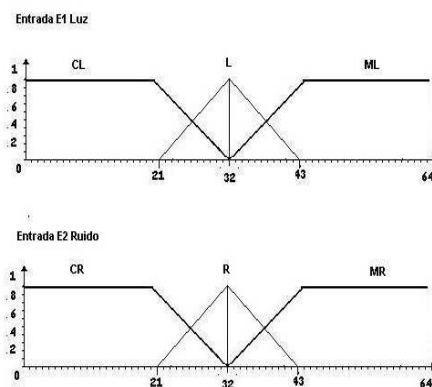 Entrada E1 Luz
CL L ML
1
.8
.6
.4
.2
0
21 32 43 64
Entrada E2 Ruido
CR R MR
1
.8
.6
.4
.2
0
21 32 43 64